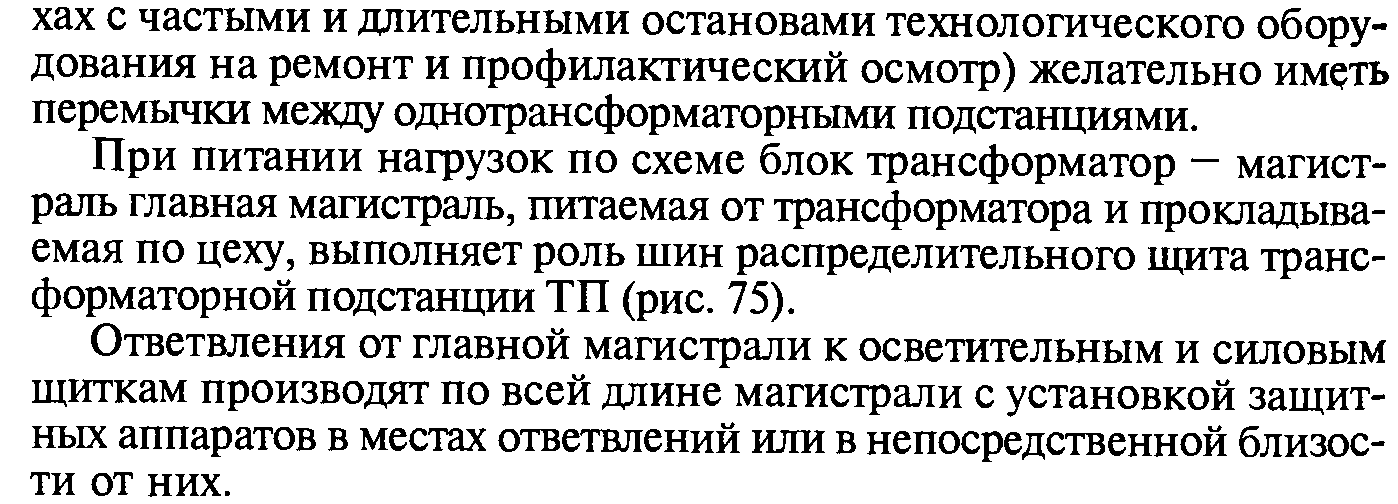 хах с частыми и длительными остановами технологического обору-
дования на ремонт и профилактический осмотр) желательно иметь
перемычки между однотрансформаторными подстанциями.
При питании нагрузок по схеме блок трансформатор — магист-
раль главная магистраль, питаемая от трансформатора и прокладыва-
емая по цеху, выполняет роль шин распределительного щита транс-
форматорной подстанции ТП (рис. 75).
Ответвления от главной магистрали к осветительным и силовым
щиткам производят по всей длине магистрали с установкой защит-
ных аппаратов в местах ответвлений или в непосредственной близос-
ти от них.